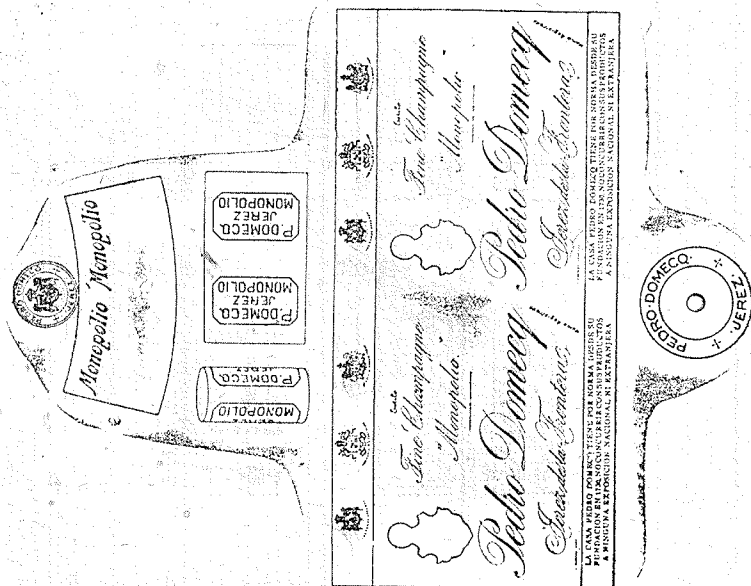 Monopolio Monopolio
P. DOMECQ.
JEREZ
MONOPOLIO
P. DOMECQ.
JEREZ
MONOPOLIO
P. DOMECQ.
MONOPOLIO
Fine Champagne
"Monopolio"
Pedro Domecq
Jerez de la Frontera
LA CASA PEDRO DOMECQ TIENE POR NORMA DESDE SU
FUNDACION EN 1730 NO CONCURRIR CON SUS PRODUCTOS
A NINGUNA EXPOSICION NACIONAL NI EXTRANJERA
Fine Champagne
"Monopolio"
Pedro Domecq
Jerez de la Frontera
LA CASA PEDRO DOMECQ TIENE POR NORMA DESDE SU
FUNDACION EN 1730 NO CONCURRIR CON SUS PRODUCTOS
A NINGUNA EXPOSICION NACIONAL NI EXTRANJERA
PEDRO·DOMECQ·
JEREZ·